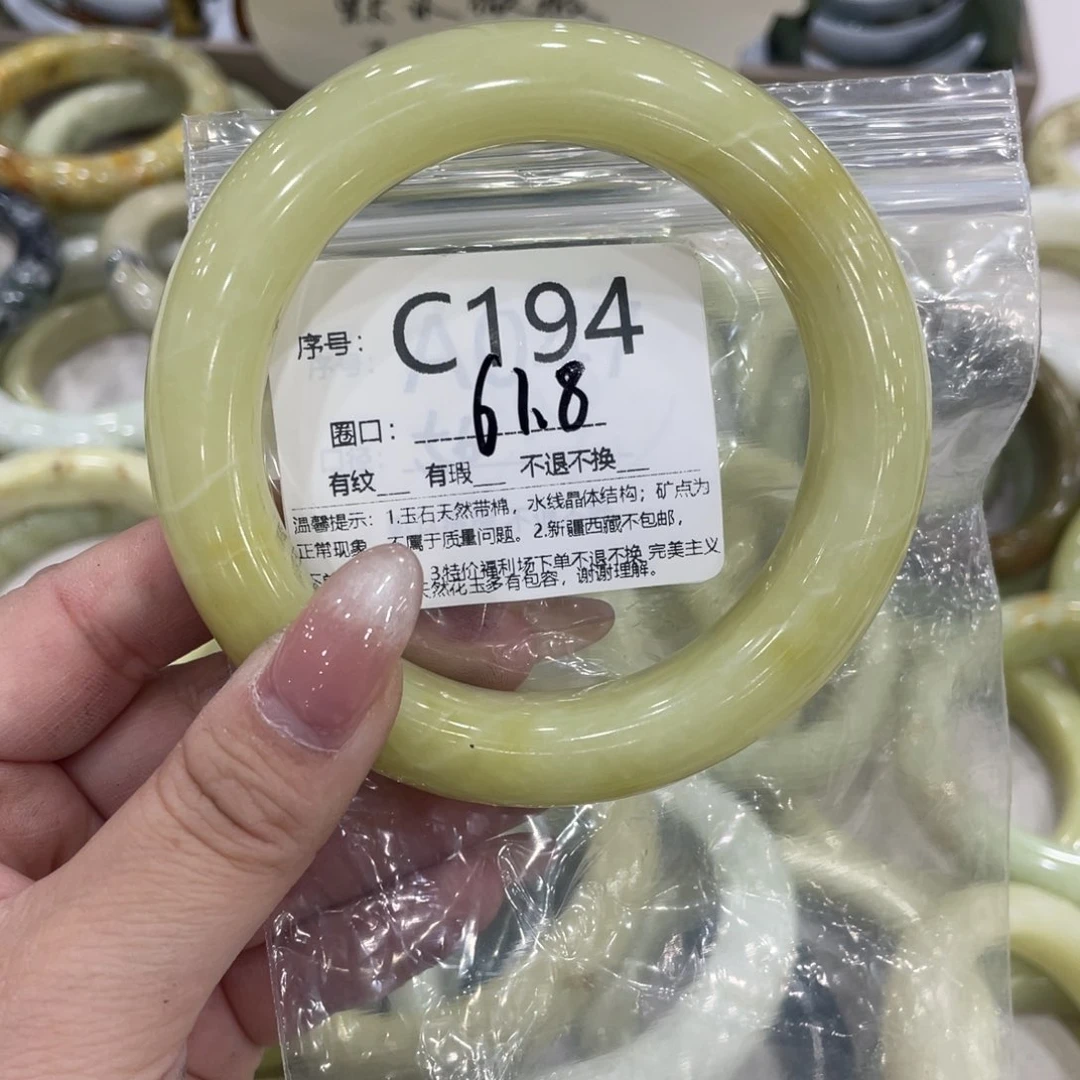 序号： C194
圈口： 61.8
有纹__ 有瑕__ 不退不换__
温馨提示：1.玉石天然带棉，水线晶体结构；矿点为
正常现象，不属于质量问题。2.新疆西藏不包邮，
3.特价福利场下单不退不换 完美主义
天然化玉多有包容，谢谢理解。